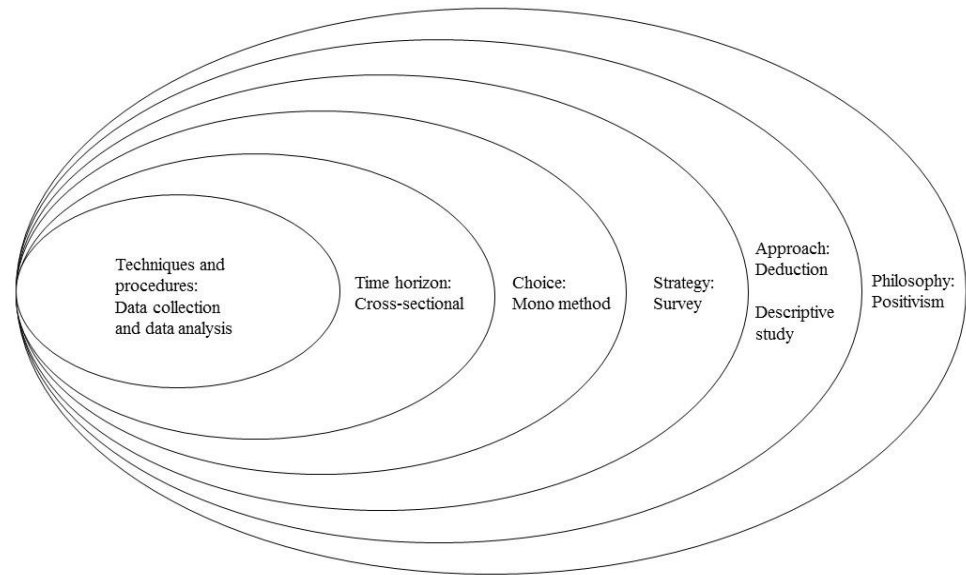 Techniques and
procedures:
Data collection
and data analysis
Time horizon:
Cross-sectional
Choice:
Mono method
Strategy:
Survey
Approach:
Deduction
Descriptive
study
Philosophy:
Positivism